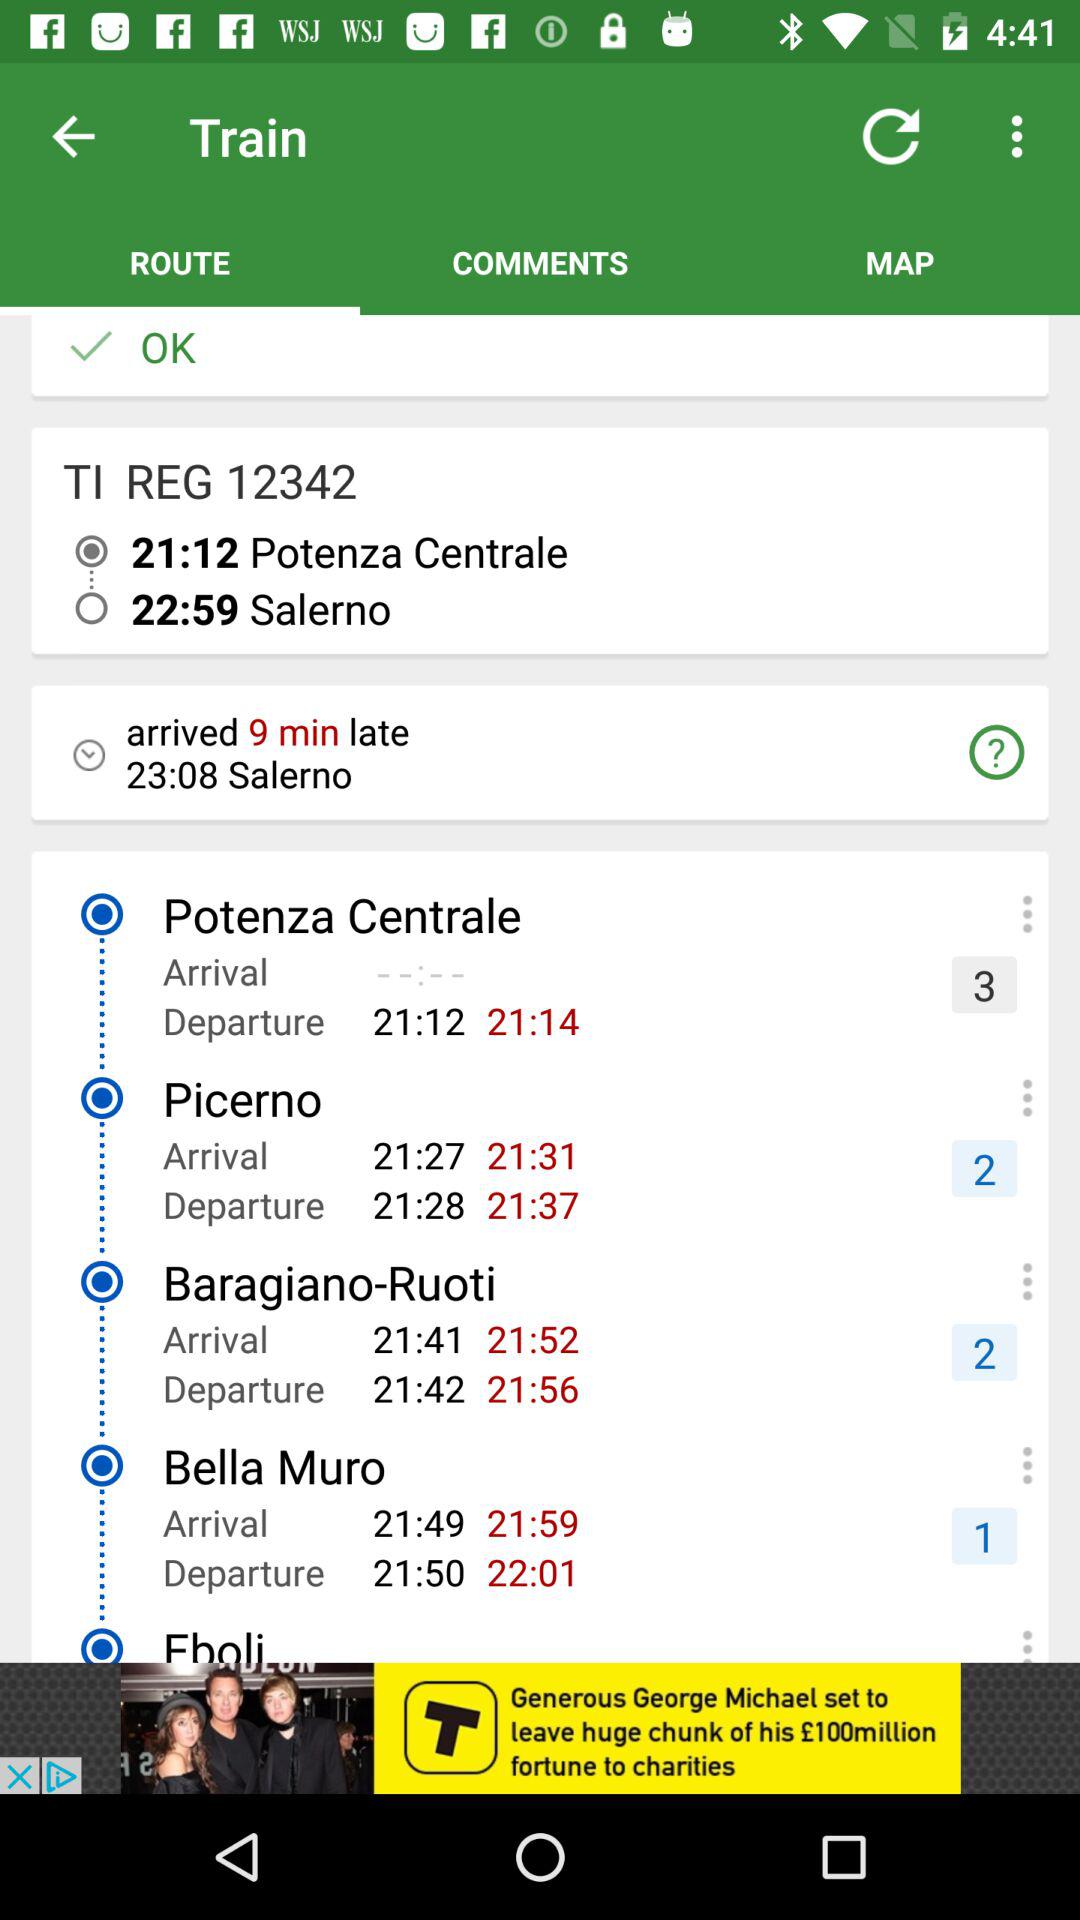 WSJ WSJ 4:41
Train
ROUTE COMMENTS MAP
OK
TI REG 12342
21:12 Potenza Centrale
22:59 Salerno
arrived 9 min late
23:08 Salerno
?
Potenza Centrale
Arrival --:--
3
Departure 21:12 21:14
Picerno
Arrival 21:27 21:31
2
Departure 21:28 21:37
Baragiano-Ruoti
Arrival 21:41 21:52
2
Departure 21:42 21:56
Bella Muro
Arrival 21:49 21:59
1
Departure 21:50 22:01
Eboli
T
Generous George Michael set to
leave huge chunk of his £100million
fortune to charities